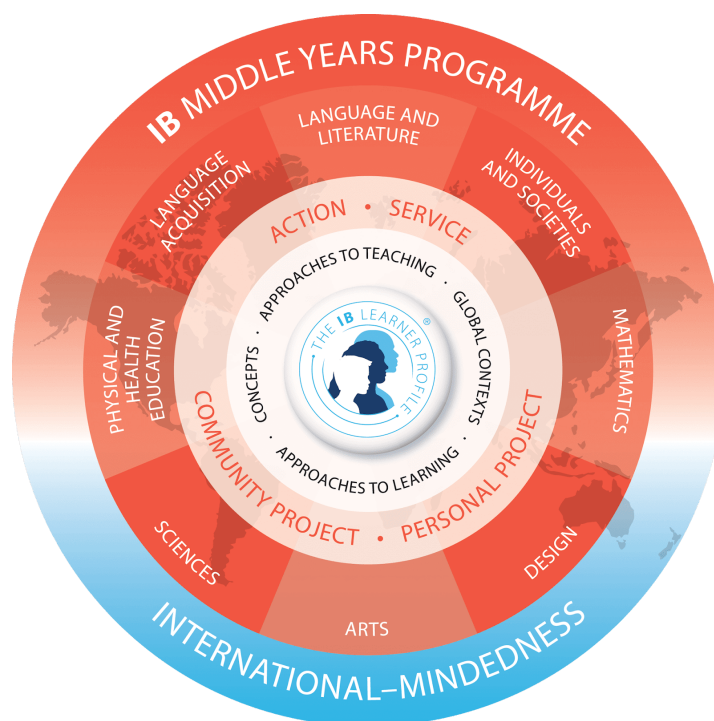 IB MIDDLE YEARS PROGRAMME
LANGUAGE AND
LITERATURE
INDIVIDUALS
AND SOCIETIES
MATHEMATICS
DESIGN
ARTS
SCIENCES
PHYSICAL AND
HEALTH
EDUCATION
LANGUAGE
ACQUISITION
ACTION • SERVICE
COMMUNITY PROJECT • PERSONAL PROJECT
APPROACHES TO TEACHING · GLOBAL CONTEXTS
· APPROACHES TO LEARNING · CONCEPTS ·
THE IB LEARNER PROFILE ®
INTERNATIONAL–MINDEDNESS